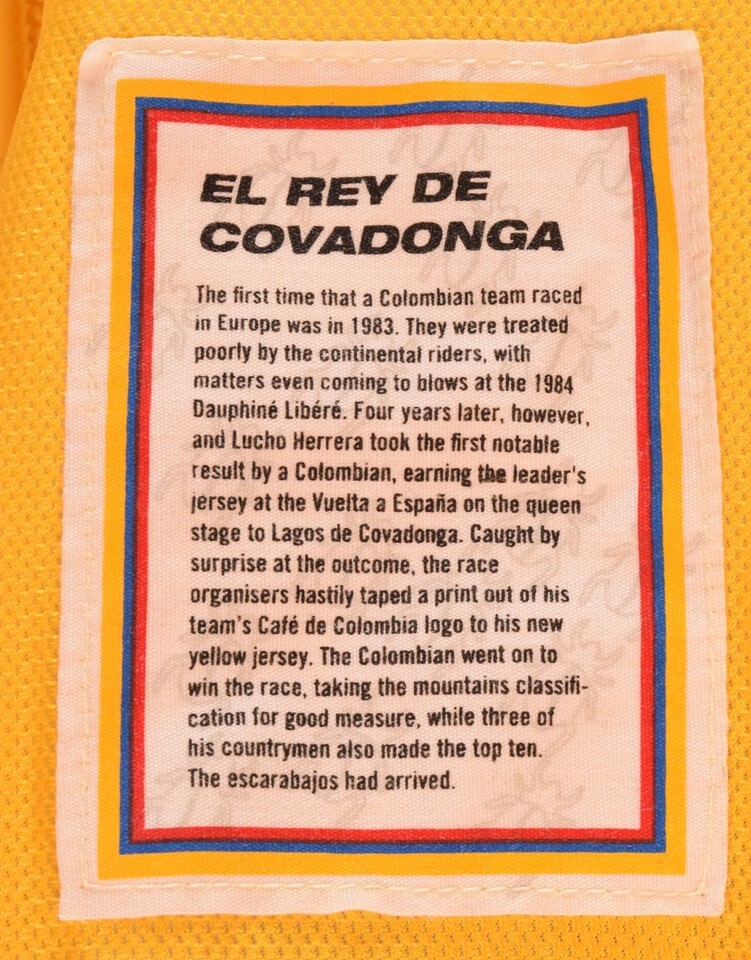 EL REY DE
COVADONGA
The first time that a Colombian team raced
in Europe was in 1983. They were treated
poorly by the continental riders, with
matters even coming to blows at the 1984
Dauphiné Libéré. Four years later, however,
and Lucho Herrera took the first notable
result by a Colombian, earning the leader's
jersey at the Vuelta a España on the queen
stage to Lagos de Covadonga. Caught by
surprise at the outcome, the race
organisers hastily taped a print out of his
team's Café de Colombia logo to his new
yellow jersey. The Colombian went on to
win the race, taking the mountains classifi-
cation for good measure, while three of
his countrymen also made the top ten.
The escarabajos had arrived.